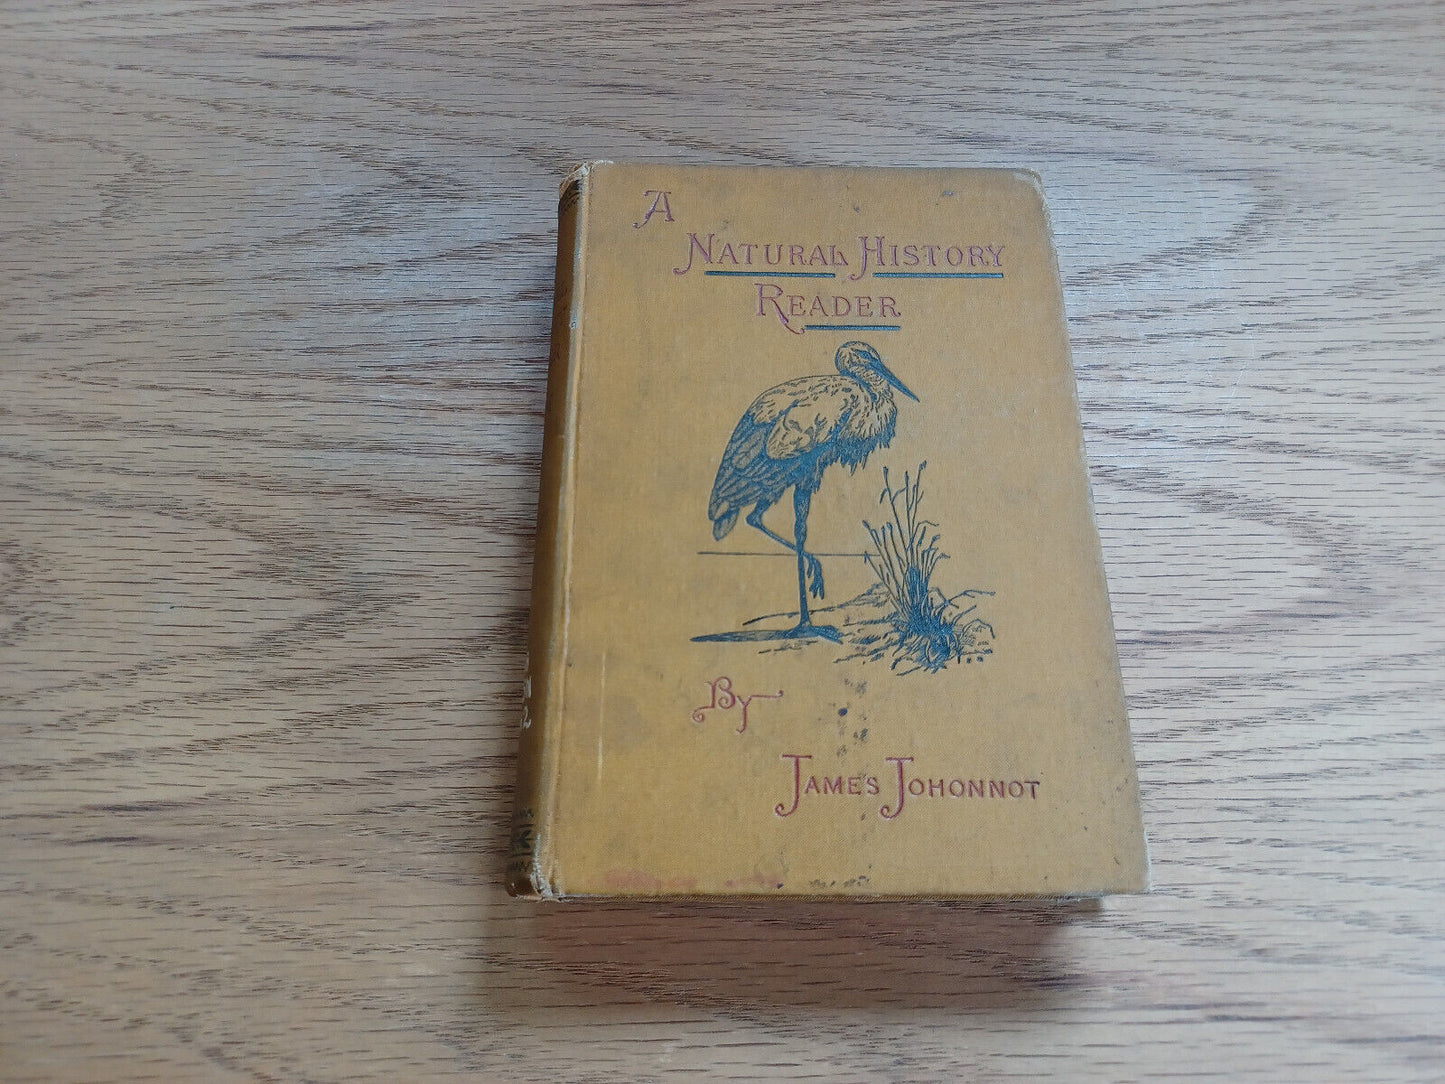 A
NATURAL HISTORY
READER
BY
JAMES JOHONNOT